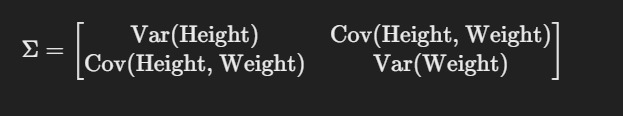 Σ = [ Var(Height) Cov(Height, Weight)
Cov(Height, Weight) Var(Weight) ]